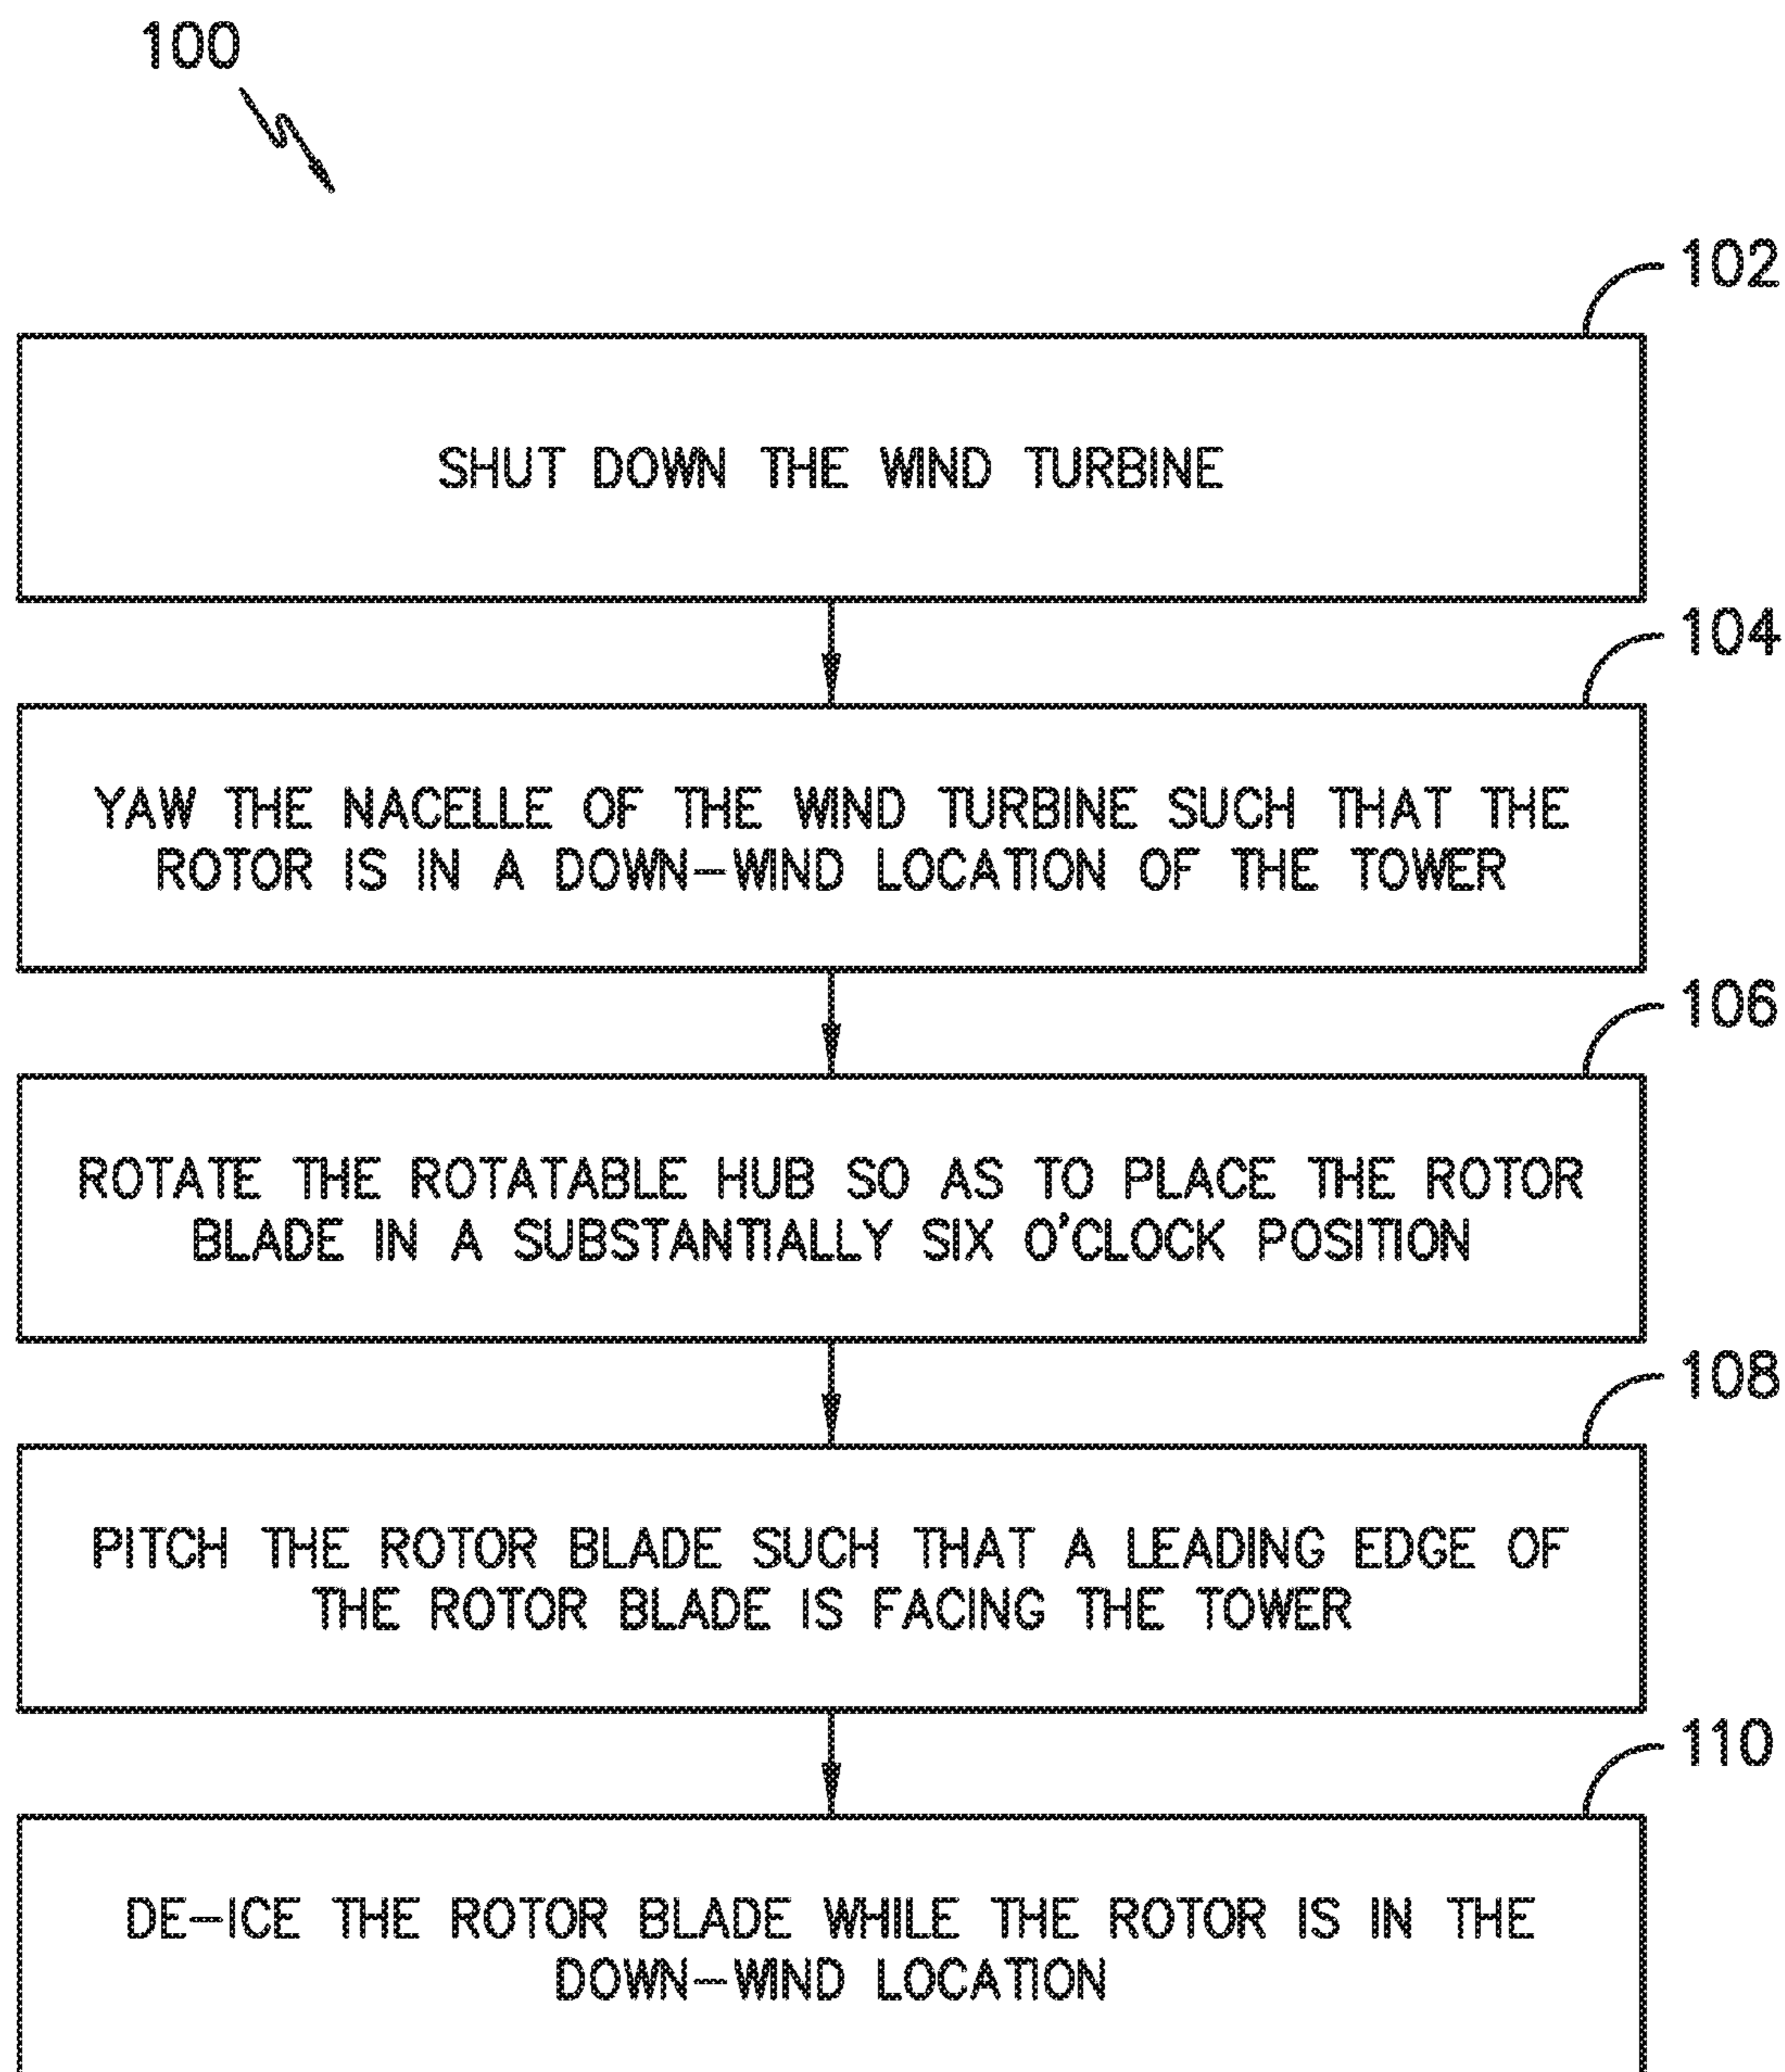 100
102
SHUT DOWN THE WIND TURBINE
104
YAW THE NACELLE OF THE WIND TURBINE SUCH THAT THE
ROTOR IS IN A DOWN-WIND LOCATION OF THE TOWER
106
ROTATE THE ROTATABLE HUB SO AS TO PLACE THE ROTOR
BLADE IN A SUBSTANTIALLY SIX O'CLOCK POSITION
108
PITCH THE ROTOR BLADE SUCH THAT A LEADING EDGE OF
THE ROTOR BLADE IS FACING THE TOWER
110
DE-ICE THE ROTOR BLADE WHILE THE ROTOR IS IN THE
DOWN-WIND LOCATION